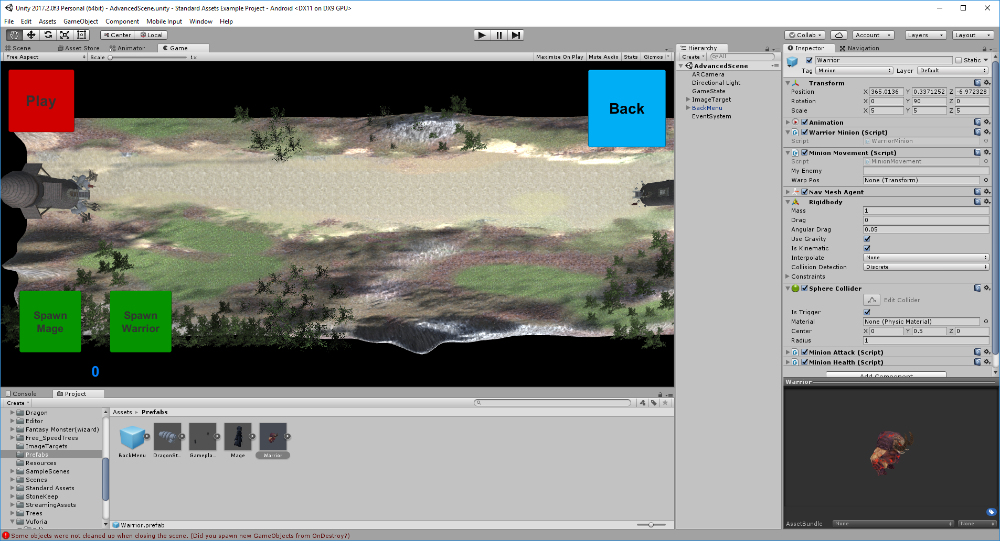 Unity 2017.2.0f3 Personal (64bit) - AdvancedScene.unity - Standard Assets Example Project - Android <DX11 on DX9 GPU>
File Edit Assets GameObject Component Mobile Input Window Help
Center Local Collab Account Layers Layout
Scene Asset Store Animator Game
Free Aspect Scale 1x Maximize On Play Mute Audio Stats Gizmos
Play
Back
Spawn
Mage
Spawn
Warrior
0
Hierarchy
Create All
AdvancedScene
ARCamera
Directional Light
GameState
ImageTarget
BackMenu
EventSystem
Inspector Navigation
Warrior Static
Tag Minion Layer Default
Transform
Position X 365.0136 Y 0.3371252 Z -6.972328
Rotation X 0 Y 90 Z 0
Scale X 5 Y 5 Z 5
Animation
Warrior Minion (Script)
Script WarriorMinion
Minion Movement (Script)
Script MinionMovement
My Enemy
Warp Pos None (Transform)
Nav Mesh Agent
Rigidbody
Mass 1
Drag 0
Angular Drag 0.05
Use Gravity
Is Kinematic
Interpolate None
Collision Detection Discrete
Constraints
Sphere Collider
Edit Collider
Is Trigger
Material None (Physic Material)
Center X 0 Y 0.5 Z 0
Radius 1
Minion Attack (Script)
Minion Health (Script)
Add Component
Warrior
AssetBundle None None
Console Project
Create
Dragon
Editor
Fantasy Monster(wizard)
Free_SpeedTrees
ImageTargets
Prefabs
Resources
SampleScenes
Scenes
Standard Assets
StoneKeep
StreamingAssets
Trees
Vuforia
Assets Prefabs
BackMenu DragonSt... Gamepla... Mage Warrior
Warrior.prefab
Some objects were not cleaned up when closing the scene. (Did you spawn new GameObjects from OnDestroy?)